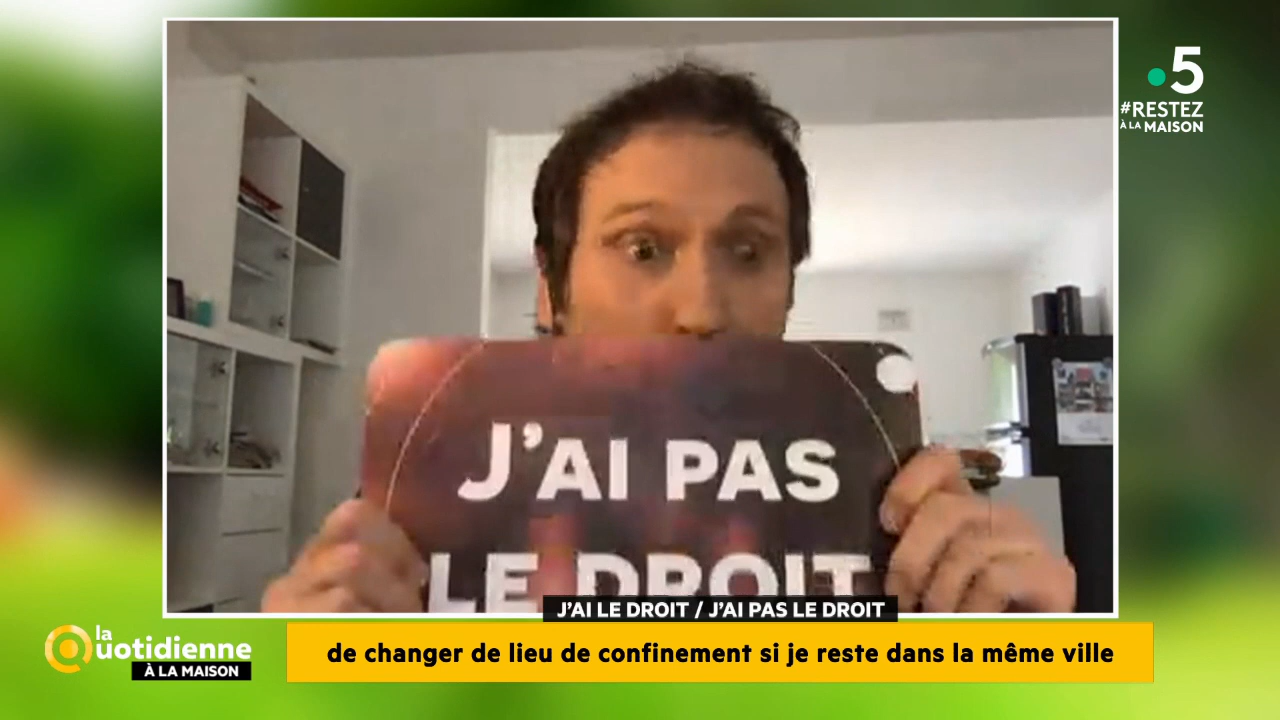 5
#RESTEZ
À LA MAISON
J'AI PAS
LE DROIT
J'AI LE DROIT / J'AI PAS LE DROIT
la
Quotidienne
À LA MAISON
de changer de lieu de confinement si je reste dans la même ville